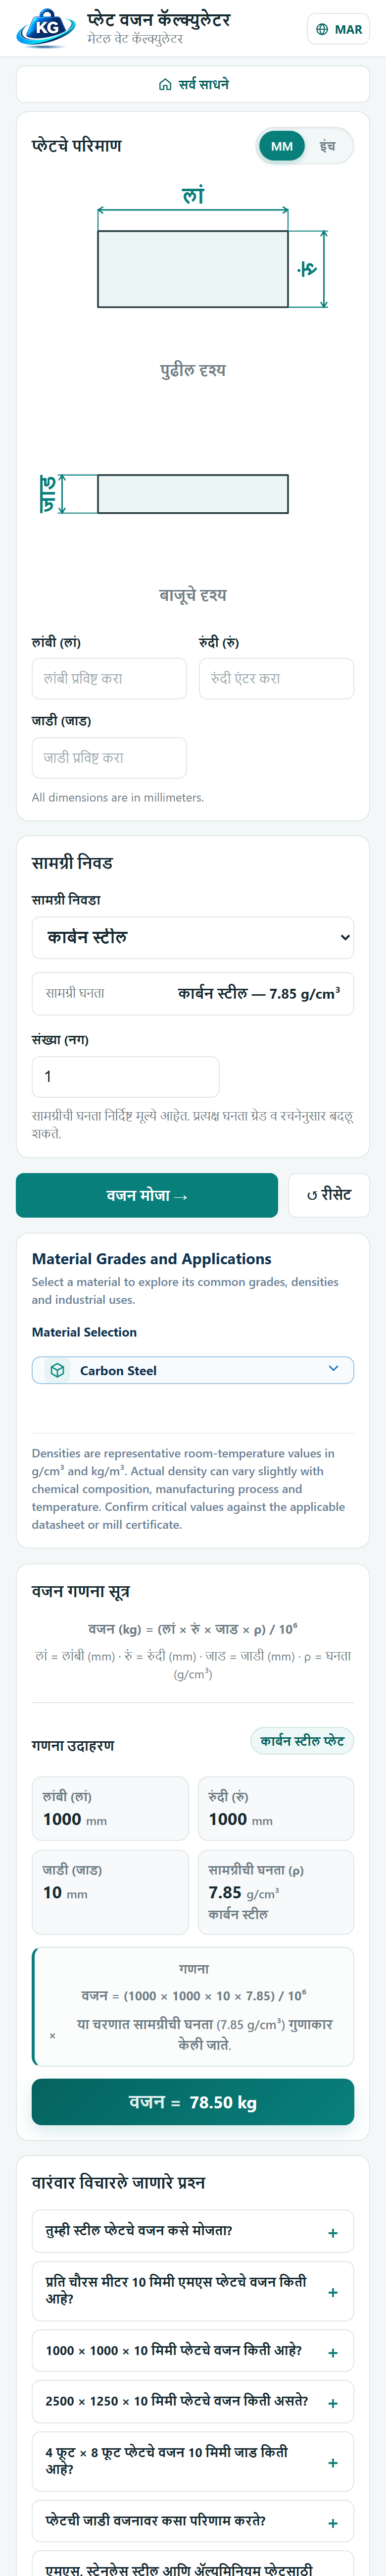 KG
प्लेट वजन कॅल्क्युलेटर
मेटल वेट कॅल्क्युलेटर
MAR
सर्व साधने
प्लेटचे परिमाण
MM
इंच
लां
रुं
पुढील दृश्य
जाड
बाजूचे दृश्य
लांबी (लां)
रुंदी (रुं)
लांबी प्रविष्ट करा
रुंदी एंटर करा
जाडी (जाड)
जाडी प्रविष्ट करा
All dimensions are in millimeters.
सामग्री निवड
सामग्री निवडा
कार्बन स्टील
सामग्री घनता
कार्बन स्टील — 7.85 g/cm³
संख्या (नग)
1
सामग्रीची घनता निर्दिष्ट मूल्ये आहेत. प्रत्यक्ष घनता ग्रेड व रचनेनुसार बदलू
शकते.
वजन मोजा →
↺ रीसेट
Material Grades and Applications
Select a material to explore its common grades, densities
and industrial uses.
Material Selection
Carbon Steel
Densities are representative room-temperature values in
g/cm³ and kg/m³. Actual density can vary slightly with
chemical composition, manufacturing process and
temperature. Confirm critical values against the applicable
datasheet or mill certificate.
वजन गणना सूत्र
वजन (kg) = (लां × रुं × जाड × ρ) / 10⁶
लां = लांबी (mm) · रुं = रुंदी (mm) · जाड = जाडी (mm) · ρ = घनता
(g/cm³)
गणना उदाहरण
कार्बन स्टील प्लेट
लांबी (लां)
1000 mm
रुंदी (रुं)
1000 mm
जाडी (जाड)
10 mm
सामग्रीची घनता (ρ)
7.85 g/cm³
कार्बन स्टील
गणना
वजन = (1000 × 1000 × 10 × 7.85) / 10⁶
× या चरणात सामग्रीची घनता (7.85 g/cm³) गुणाकार
केली जाते.
वजन = 78.50 kg
वारंवार विचारले जाणारे प्रश्न
तुम्ही स्टील प्लेटचे वजन कसे मोजता?
+
प्रति चौरस मीटर 10 मिमी एमएस प्लेटचे वजन किती
आहे?
+
1000 × 1000 × 10 मिमी प्लेटचे वजन किती आहे?
+
2500 × 1250 × 10 मिमी प्लेटचे वजन किती असते?
+
4 फूट × 8 फूट प्लेटचे वजन 10 मिमी जाड किती
आहे?
+
प्लेटची जाडी वजनावर कसा परिणाम करते?
+
एमएस, स्टेनलेस स्टील आणि अ‍ॅल्युमिनियम प्लेटसाठी